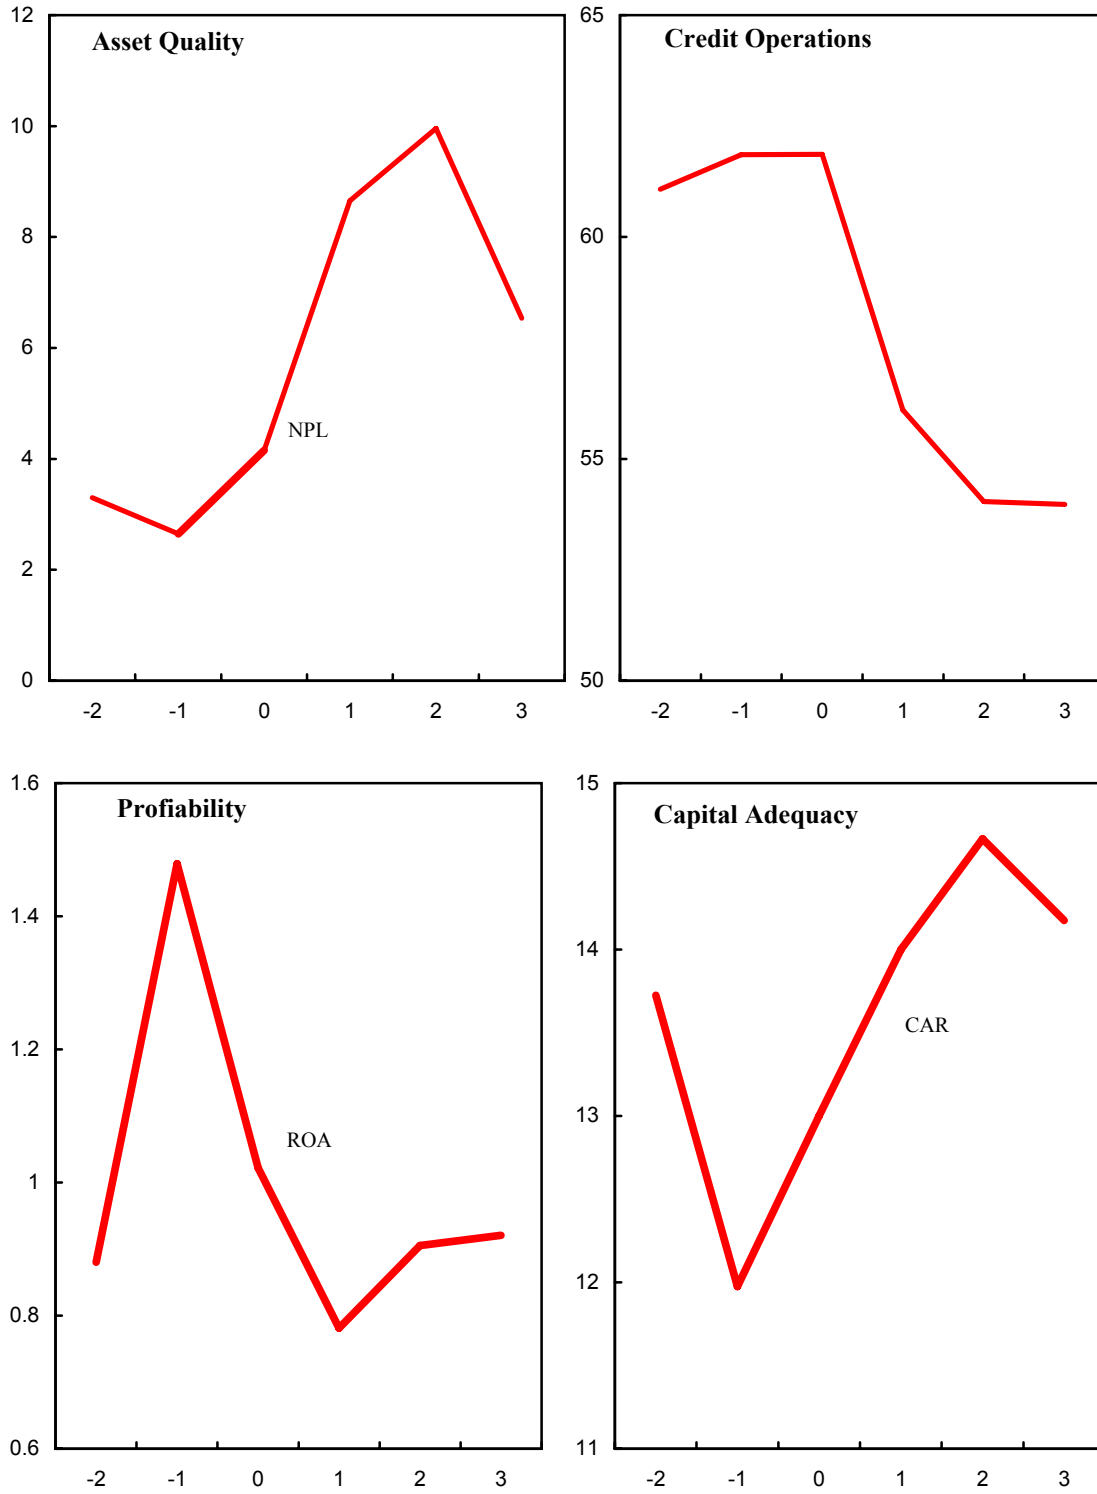 Asset Quality
12
10
8
6
4
2
0
NPL
-2 -1 0 1 2 3
Credit Operations
65
60
55
50
-2 -1 0 1 2 3
Profiability
1.6
1.4
1.2
1
0.8
0.6
ROA
-2 -1 0 1 2 3
Capital Adequacy
15
14
13
12
11
CAR
-2 -1 0 1 2 3